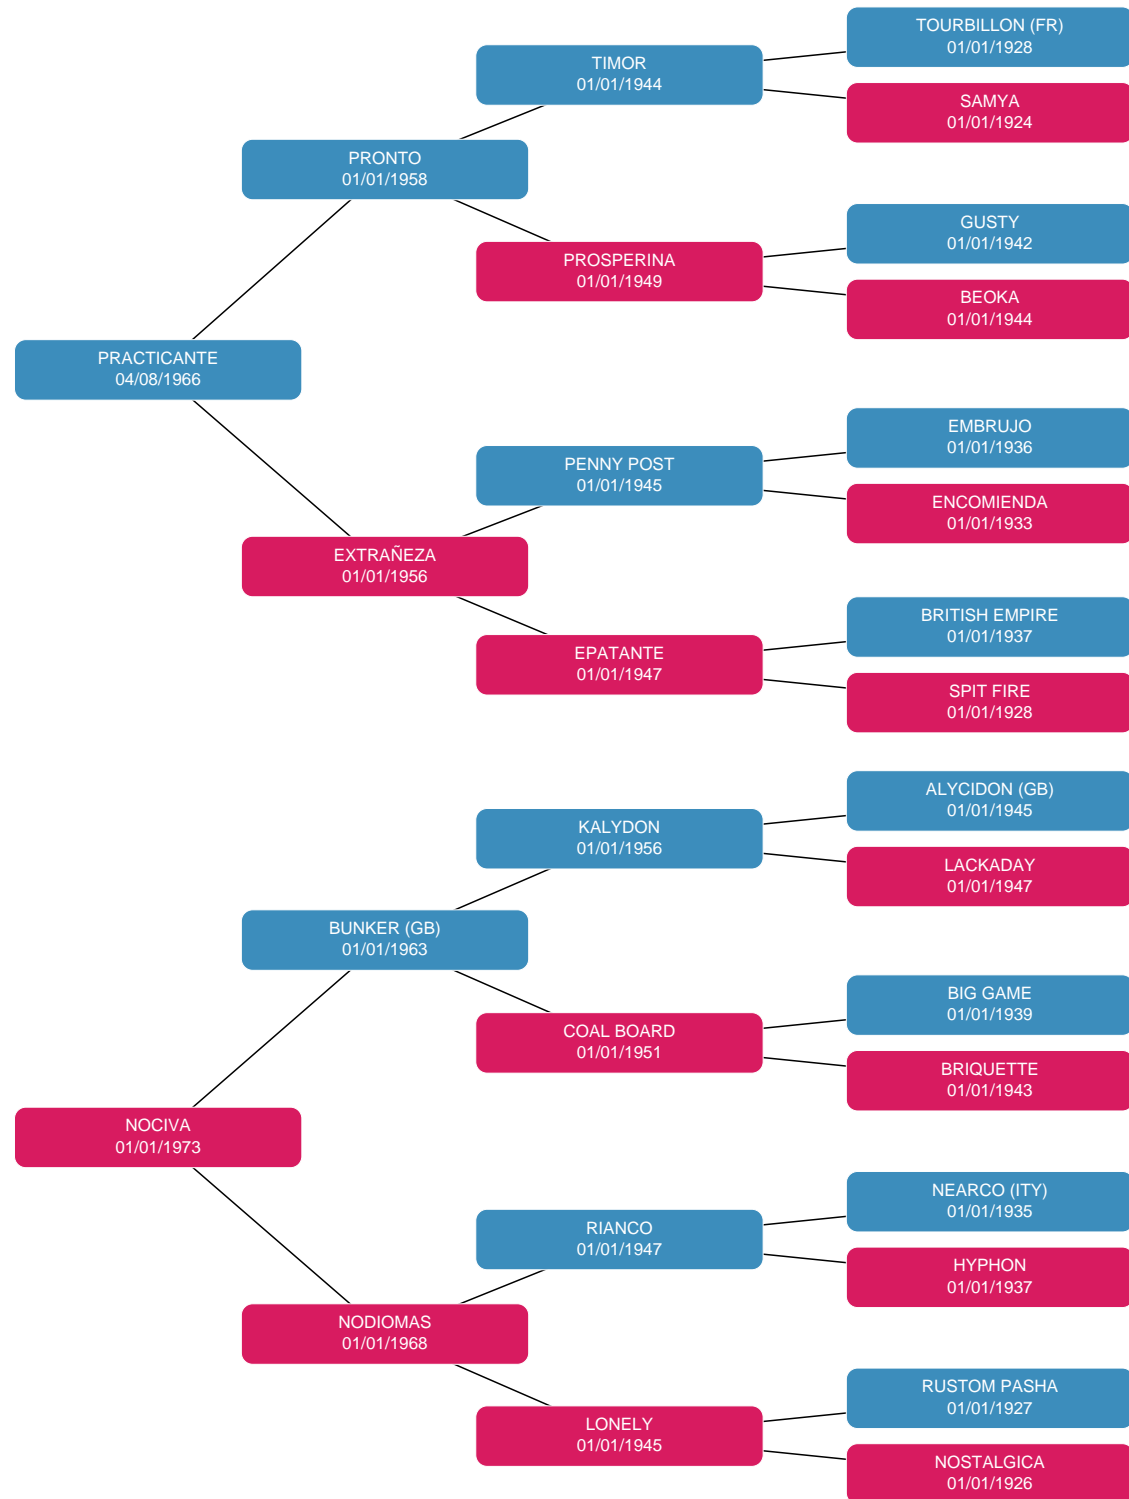 TOURBILLON (FR)
01/01/1928
TIMOR
01/01/1944
SAMYA
01/01/1924
PRONTO
01/01/1958
GUSTY
01/01/1942
PROSPERINA
01/01/1949
BEOKA
01/01/1944
PRACTICANTE
04/08/1966
EMBRUJO
01/01/1936
PENNY POST
01/01/1945
ENCOMIENDA
01/01/1933
EXTRAÑEZA
01/01/1956
BRITISH EMPIRE
01/01/1937
EPATANTE
01/01/1947
SPIT FIRE
01/01/1928
ALYCIDON (GB)
01/01/1945
KALYDON
01/01/1956
LACKADAY
01/01/1947
BUNKER (GB)
01/01/1963
BIG GAME
01/01/1939
COAL BOARD
01/01/1951
BRIQUETTE
01/01/1943
NOCIVA
01/01/1973
NEARCO (ITY)
01/01/1935
RIANCO
01/01/1947
HYPHON
01/01/1937
NODIOMAS
01/01/1968
RUSTOM PASHA
01/01/1927
LONELY
01/01/1945
NOSTALGICA
01/01/1926